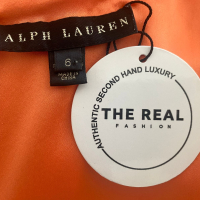 ALPH LAUREN
6
AUTHENTIC SECOND HAND LUXURY
THE REAL
FASHION